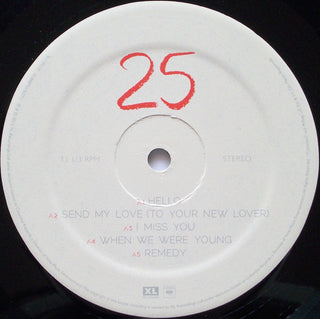 25
33 1/3 RPM
STEREO
A1 HELLO
A2 SEND MY LOVE (TO YOUR NEW LOVER)
A3 I MISS YOU
A4 WHEN WE WERE YOUNG
A5 REMEDY
XL